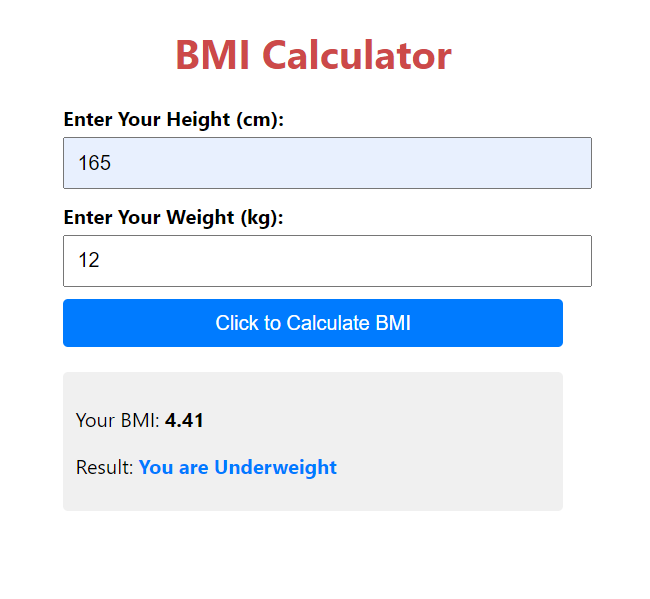 BMI Calculator
Enter Your Height (cm):
165
Enter Your Weight (kg):
12
Click to Calculate BMI
Your BMI: 4.41
Result: You are Underweight